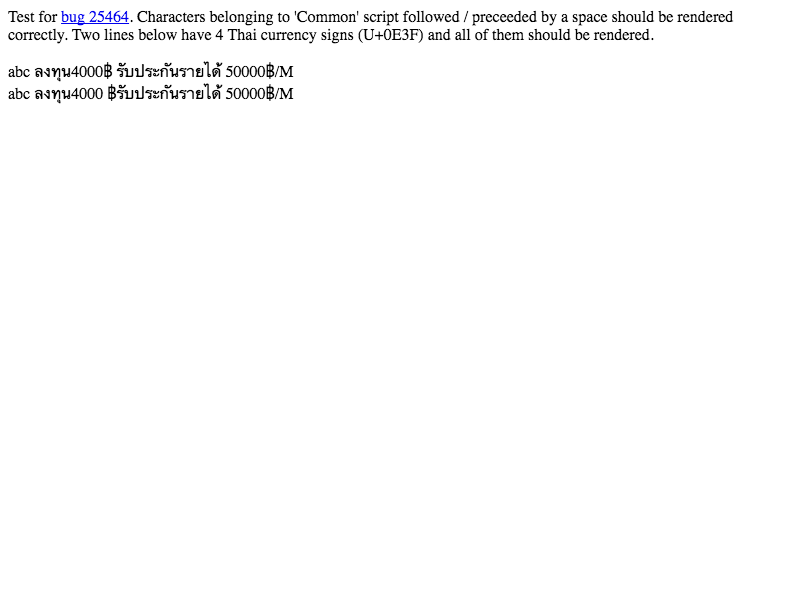 Test for bug 25464. Characters belonging to 'Common' script followed / preceeded by a space should be rendered
correctly. Two lines below have 4 Thai currency signs (U+0E3F) and all of them should be rendered.
abc ลงทุน4000฿ รับประกันรายได้ 50000฿/M
abc ลงทุน4000 ฿รับประกันรายได้ 50000฿/M